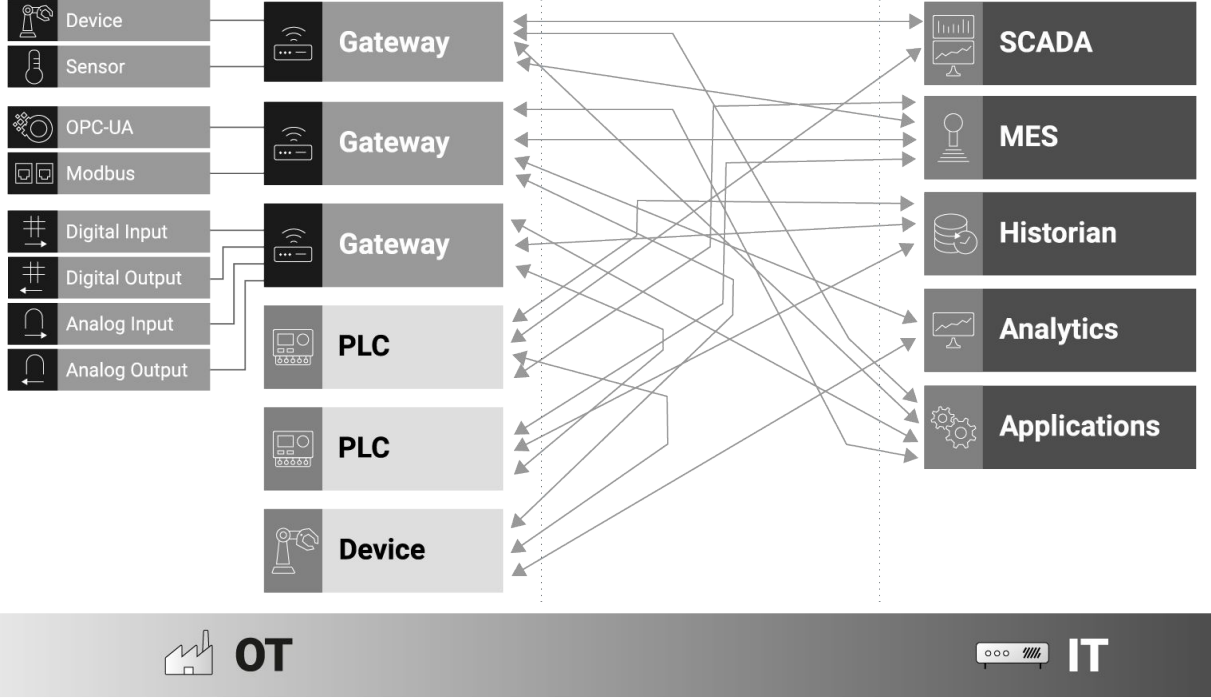 Device
Sensor
OPC-UA
Modbus
Digital Input
Digital Output
Analog Input
Analog Output
Gateway
Gateway
Gateway
PLC
PLC
Device
SCADA
MES
Historian
Analytics
Applications
OT
IT